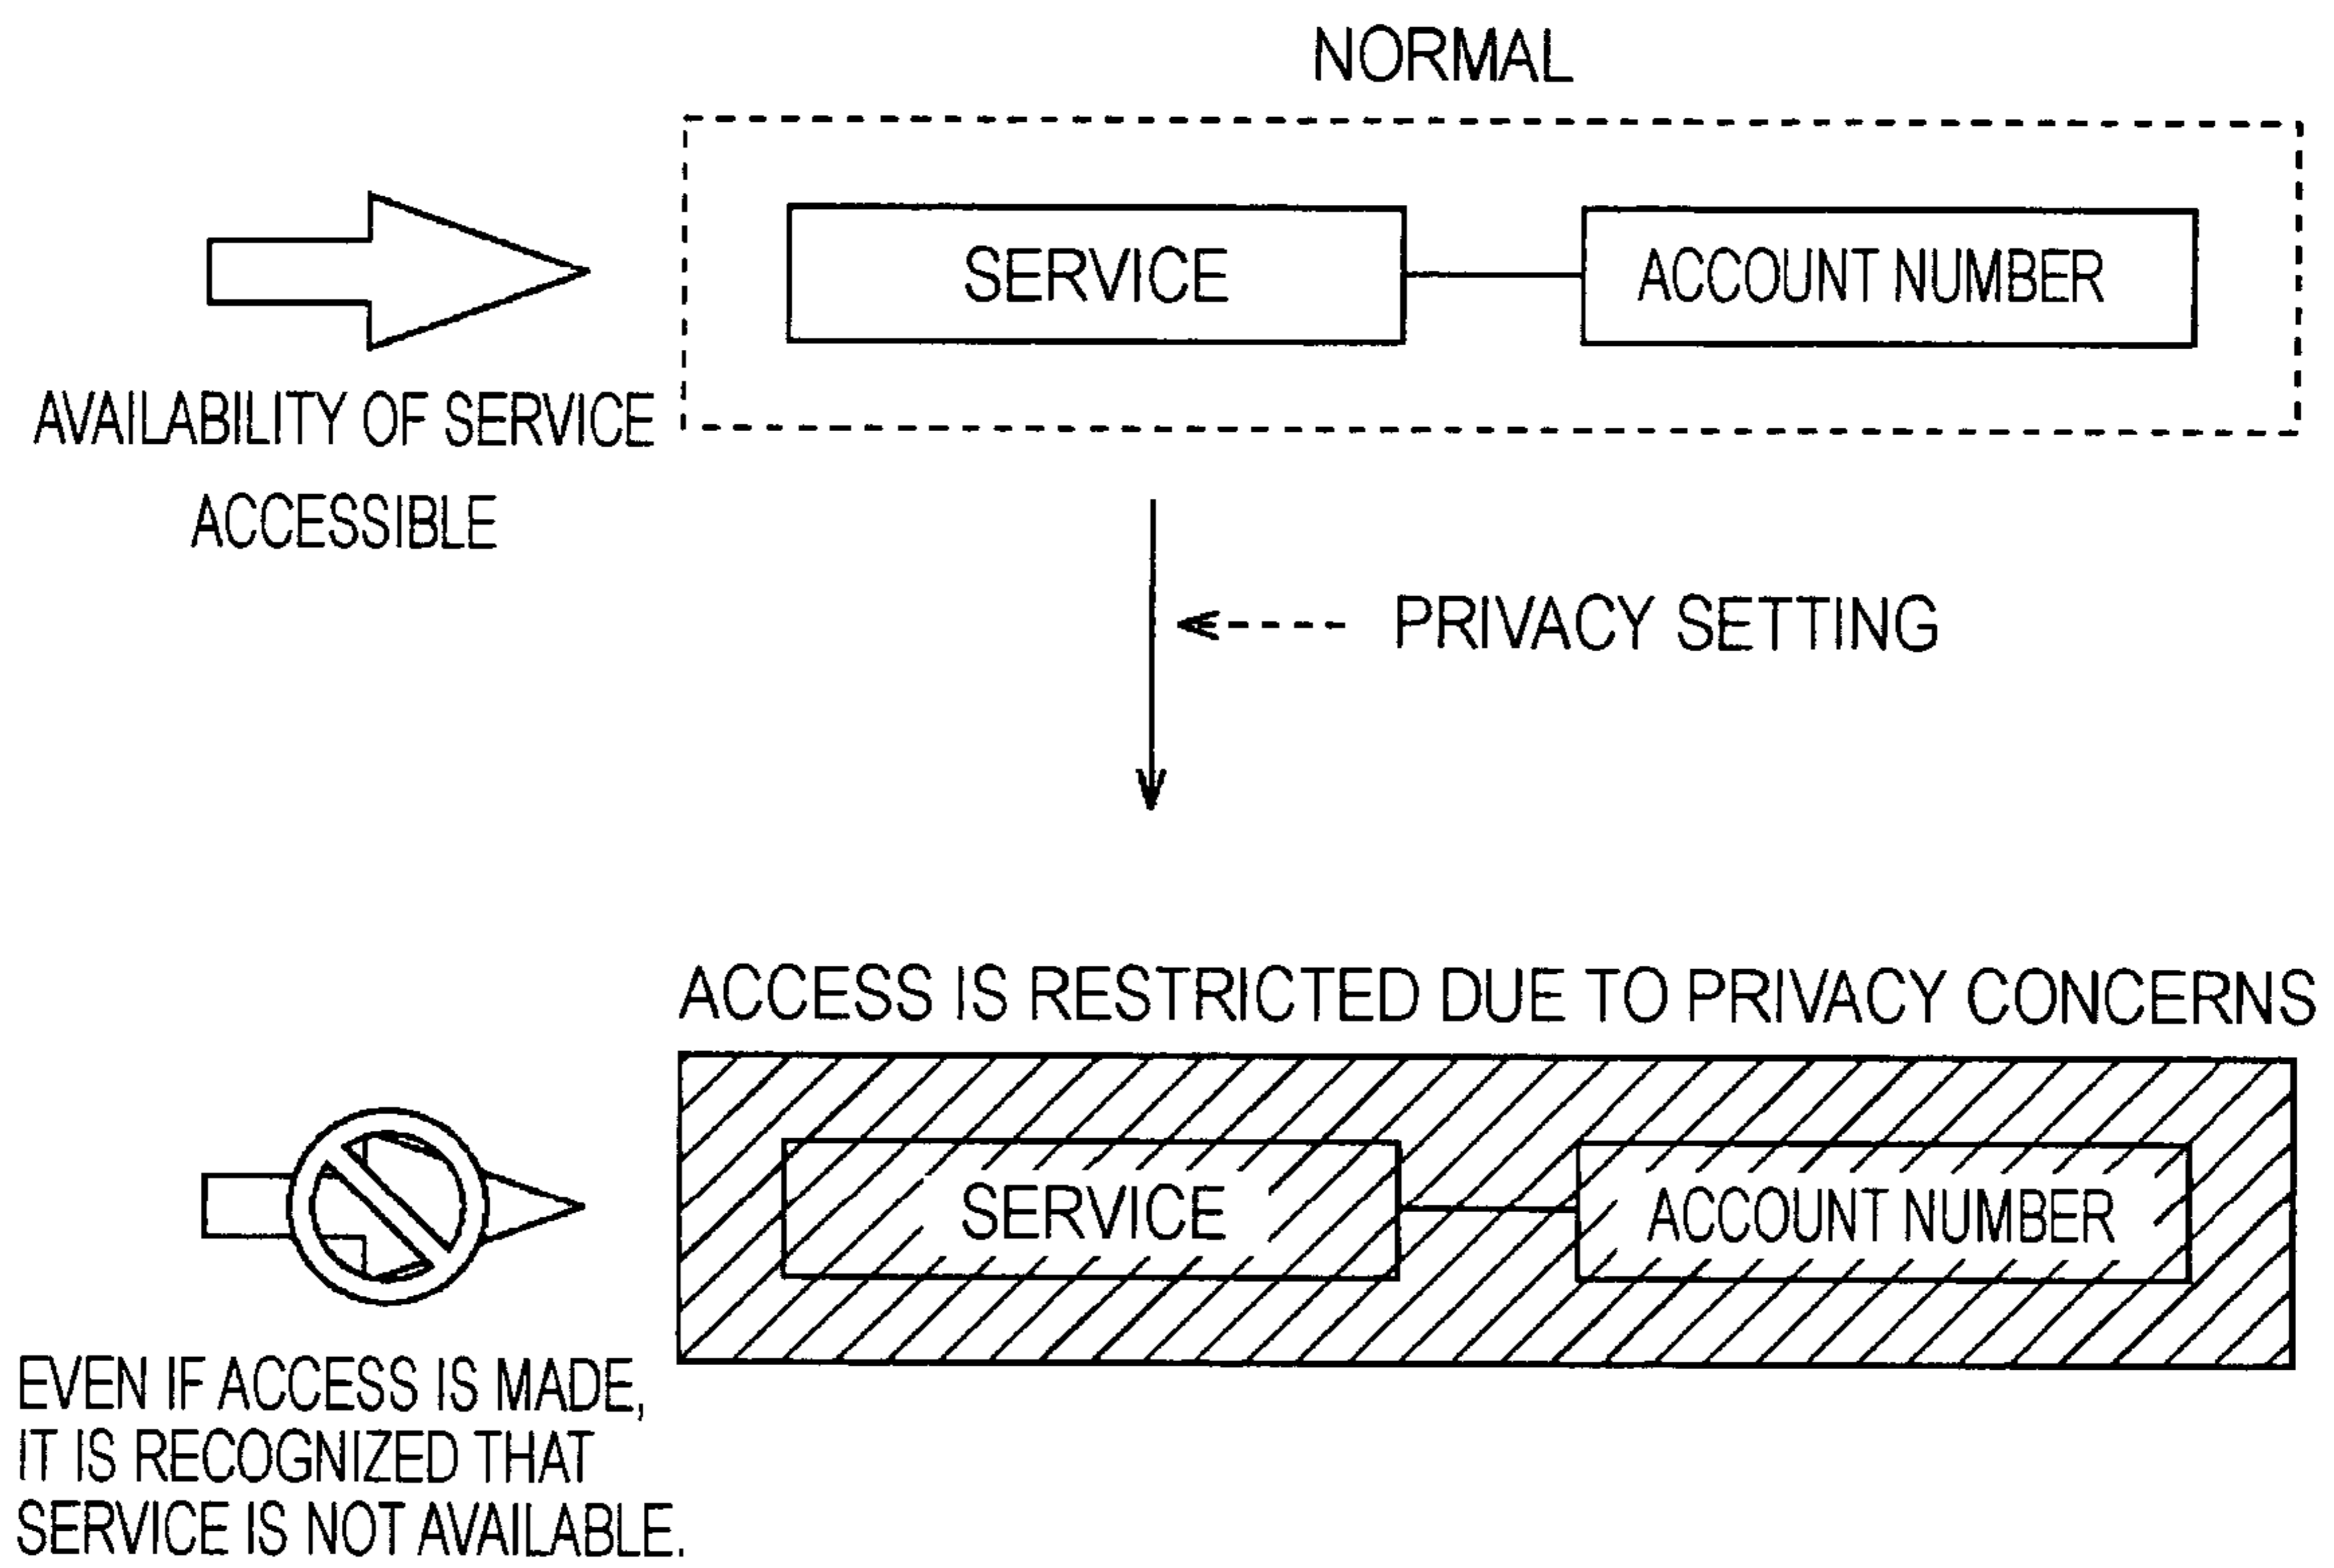 NORMAL
SERVICE
ACCOUNT NUMBER
AVAILABILITY OF SERVICE
ACCESSIBLE
PRIVACY SETTING
ACCESS IS RESTRICTED DUE TO PRIVACY CONCERNS
SERVICE
ACCOUNT NUMBER
EVEN IF ACCESS IS MADE,
IT IS RECOGNIZED THAT
SERVICE IS NOT AVAILABLE.